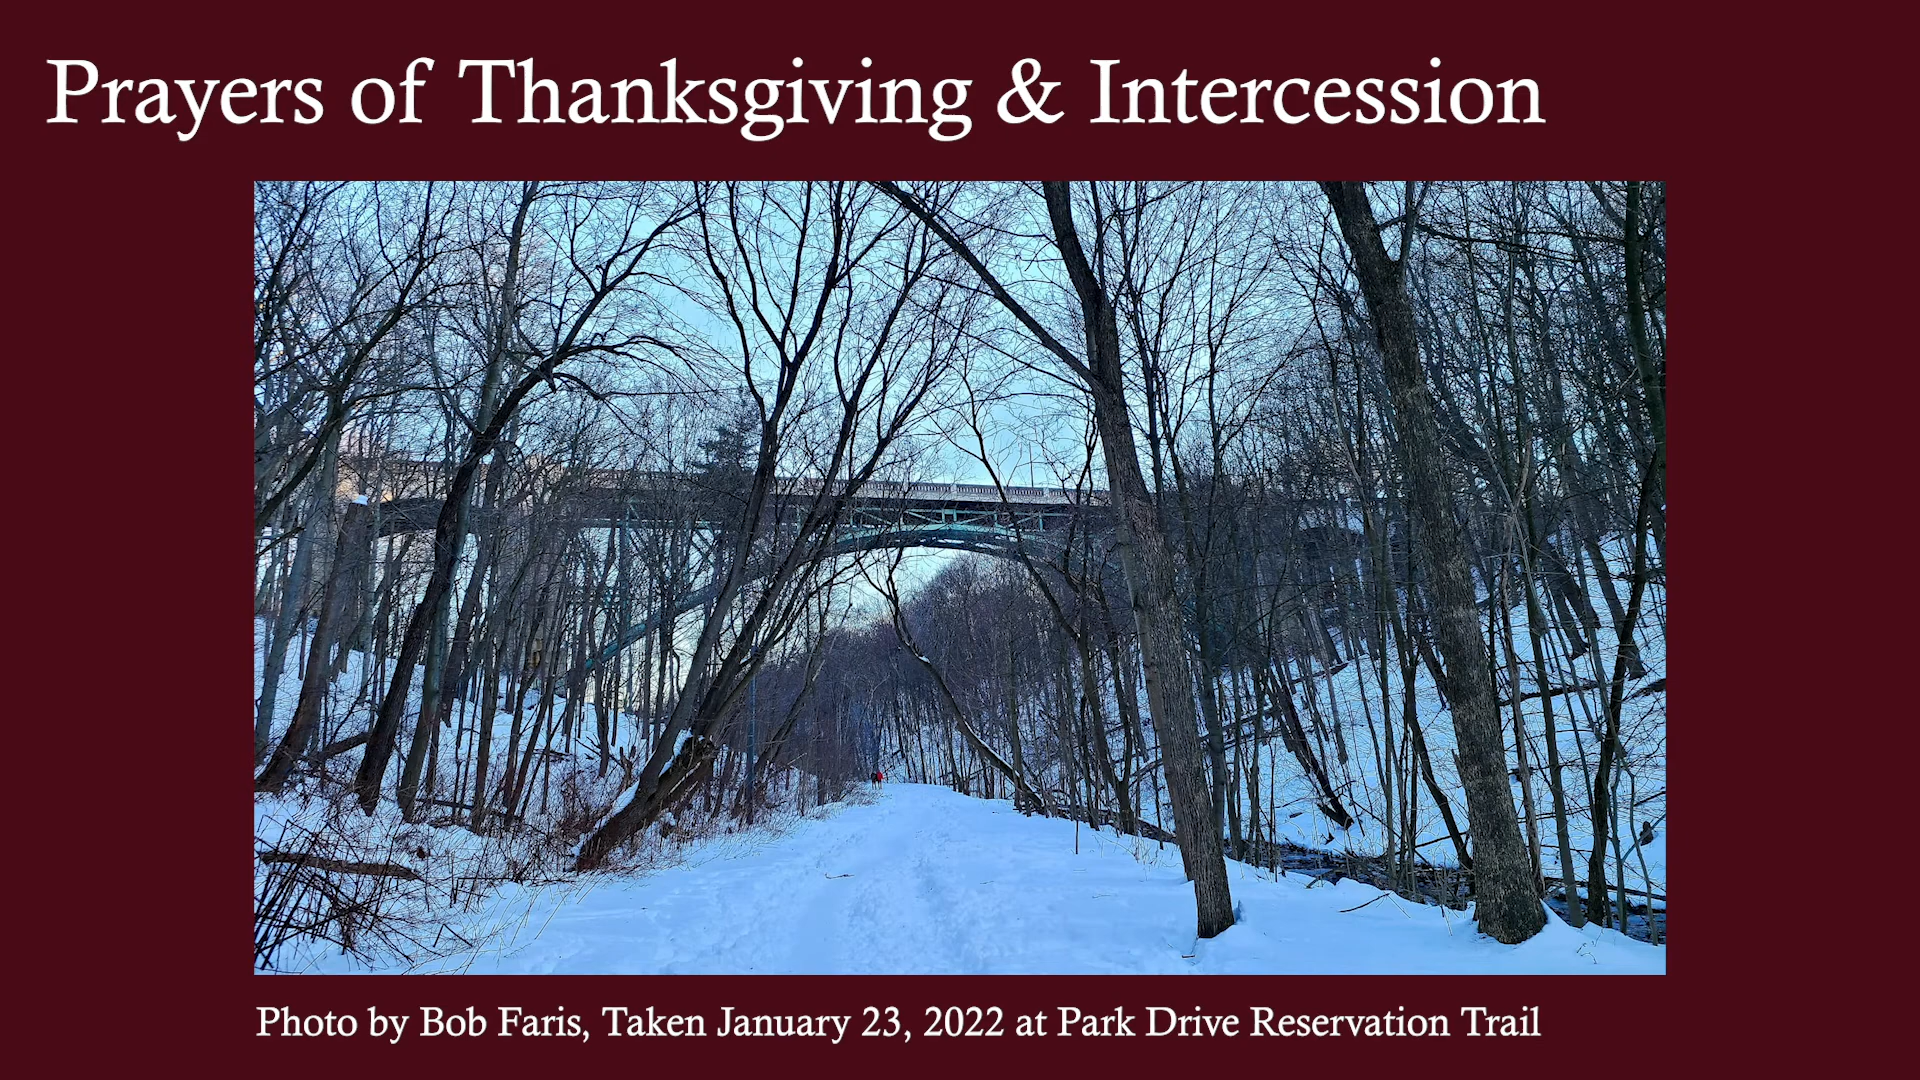 Prayers of Thanksgiving & Intercession
Photo by Bob Faris, Taken January 23, 2022 at Park Drive Reservation Trail